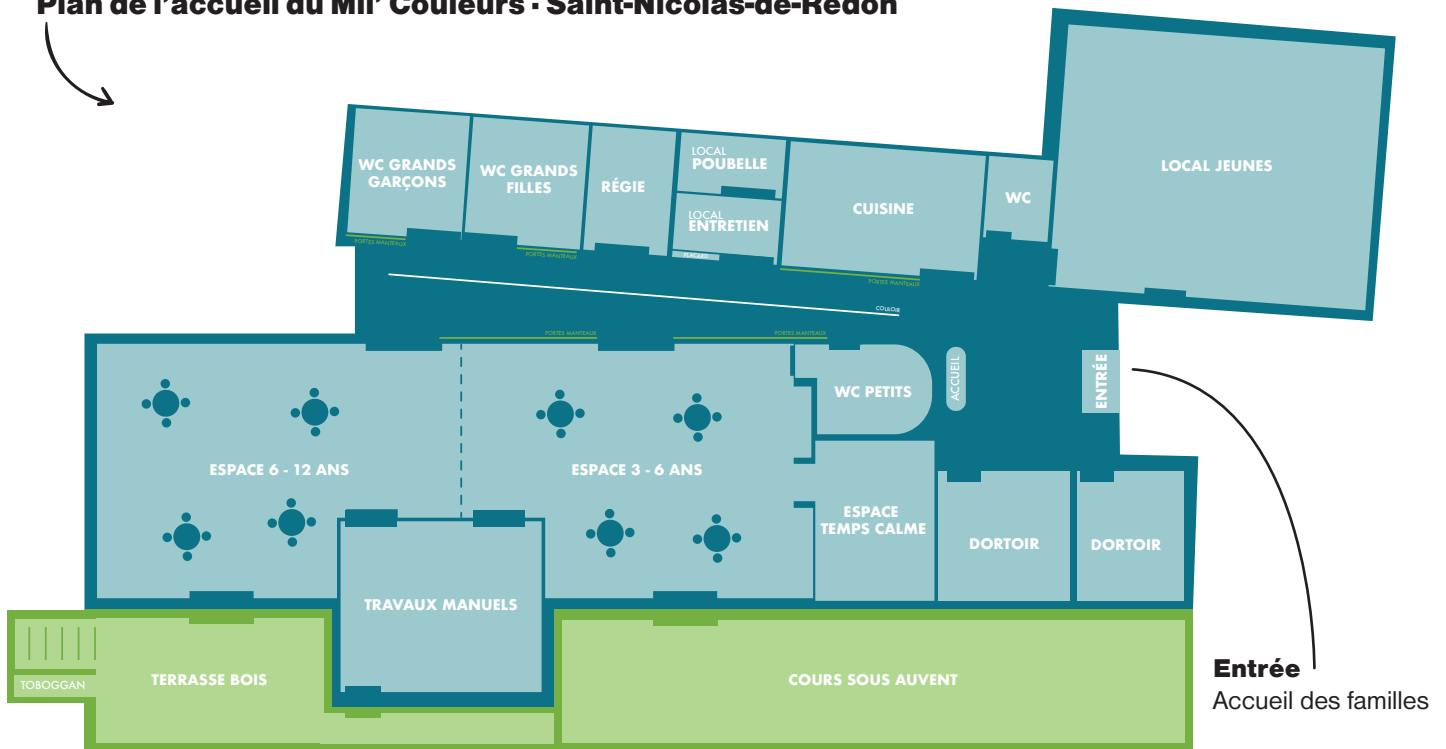 Plan de l'accueil du Mil' Couleurs · Saint-Nicolas-de-Redon
WC GRANDS
GARÇONS
WC GRANDS
FILLES
RÉGIE
LOCAL
POUBELLE
LOCAL
ENTRETIEN
PLACARD
CUISINE
WC
LOCAL JEUNES
PORTES MANTEAUX
PORTES MANTEAUX
PORTES MANTEAUX
COULOIR
PORTES MANTEAUX
PORTES MANTEAUX
WC PETITS
ACCUEIL
ENTRÉE
ESPACE 6 - 12 ANS
ESPACE 3 - 6 ANS
ESPACE
TEMPS CALME
DORTOIR
DORTOIR
TRAVAUX MANUELS
TOBOGGAN
TERRASSE BOIS
COURS SOUS AUVENT
Entrée
Accueil des familles